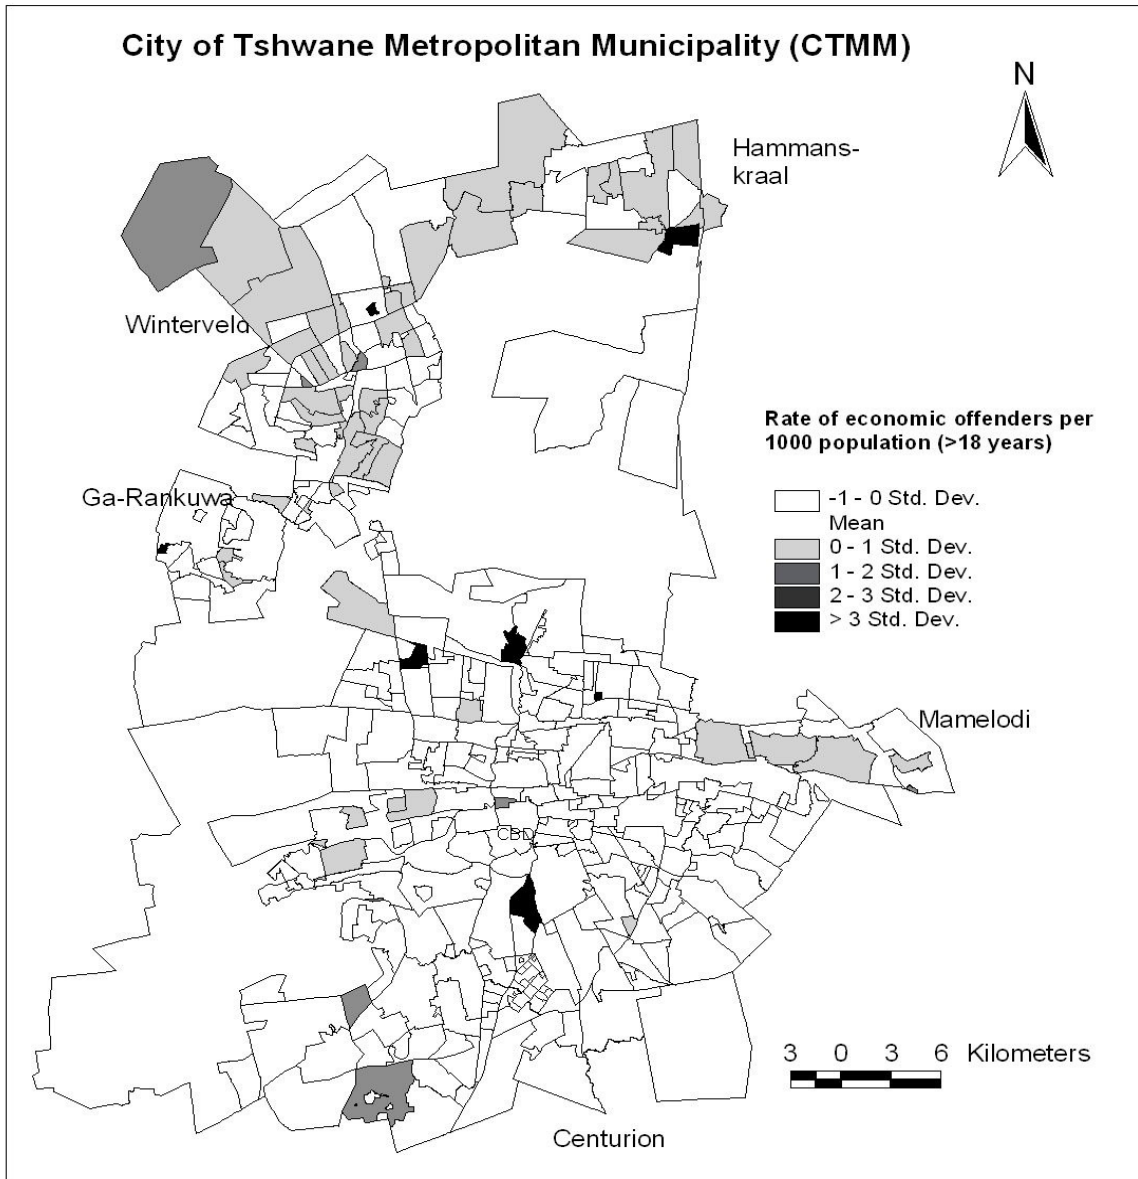 City of Tshwane Metropolitan Municipality (CTMM)
N
Hammans-
kraal
Winterveld
Rate of economic offenders per
1000 population (>18 years)
Ga-Rankuwa
-1 - 0 Std. Dev.
Mean
0 - 1 Std. Dev.
1 - 2 Std. Dev.
2 - 3 Std. Dev.
> 3 Std. Dev.
Mamelodi
CBD
3 0 3 6 Kilometers
Centurion